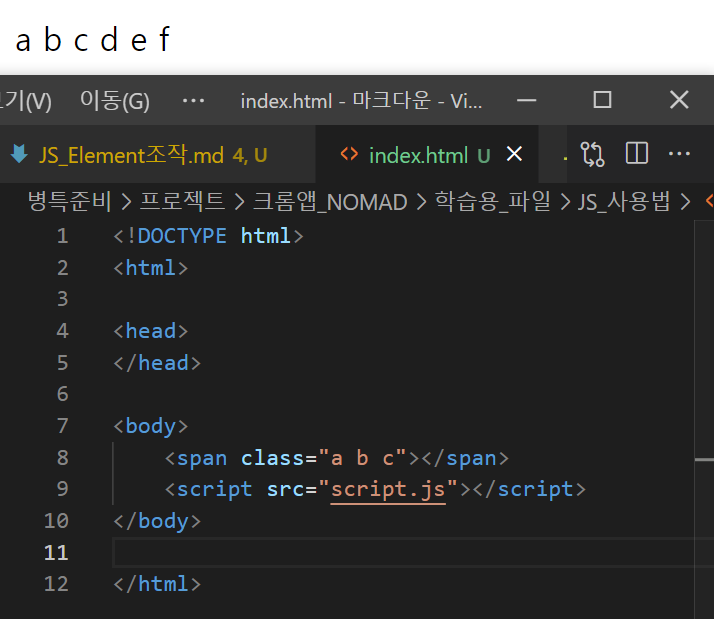 a b c d e f
기(V) 이동(G) ··· index.html - 마크다운 - Vi...
JS_Element조작.md 4, U <> index.html U
병특준비 > 프로젝트 > 크롬앱_NOMAD > 학습용_파일 > JS_사용법 >
1 <!DOCTYPE html>
2 <html>
3
4 <head>
5 </head>
6
7 <body>
8 <span class="a b c"></span>
9 <script src="script.js"></script>
10 </body>
11
12 </html>